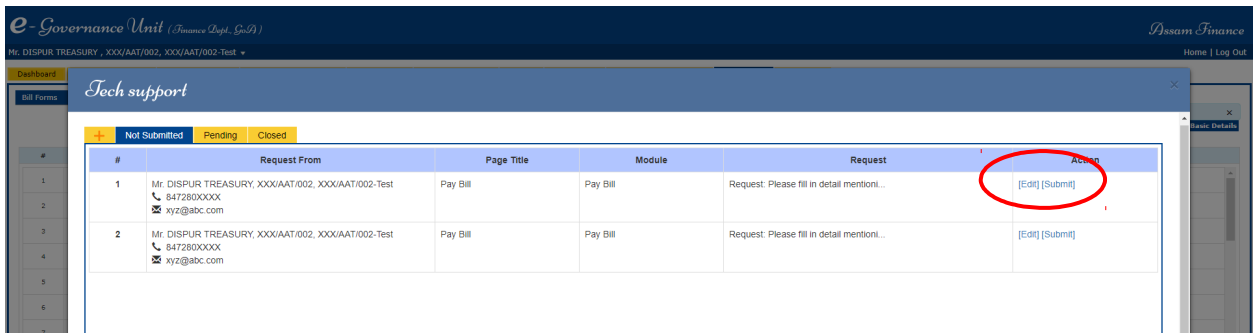 e-Governance Unit (Finance Dept., GoA)
Assam Finance
Mr. DISPUR TREASURY , XXX/AAT/002, XXX/AAT/002-Test
Home | Log Out
Dashboard
Tech support
×
Bill Forms
×
Basic Details
+ Not Submitted Pending Closed
# Request From Page Title Module Request Action
1 Mr. DISPUR TREASURY, XXX/AAT/002, XXX/AAT/002-Test Pay Bill Pay Bill Request: Please fill in detail mentioni... [Edit] [Submit]
847280XXXX
xyz@abc.com
2 Mr. DISPUR TREASURY, XXX/AAT/002, XXX/AAT/002-Test Pay Bill Pay Bill Request: Please fill in detail mentioni... [Edit] [Submit]
847280XXXX
xyz@abc.com
#
1
2
3
4
5
6